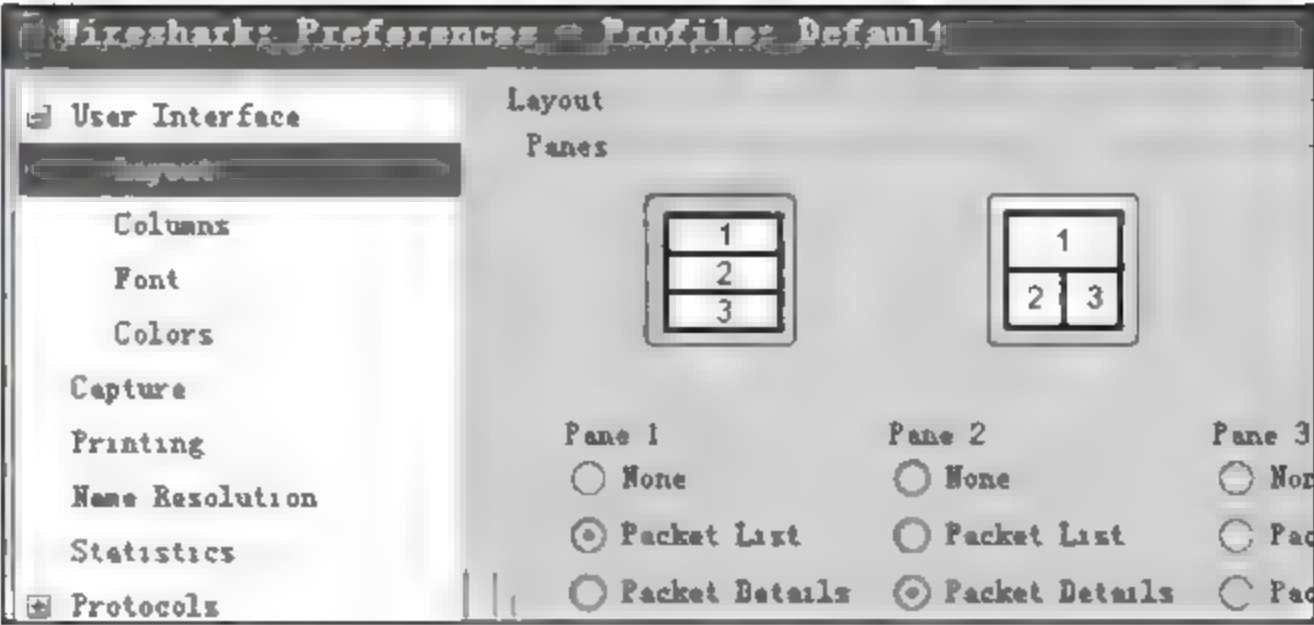 Wireshark: Preferences - Profile: Default
User Interface
Layout
Columns
Font
Colors
Capture
Printing
Name Resolution
Statistics
Protocols
Layout
Panes
1
2
3
1
2 3
Pane 1 Pane 2 Pane 3
None None
Packet List Packet List
Packet Details Packet Details